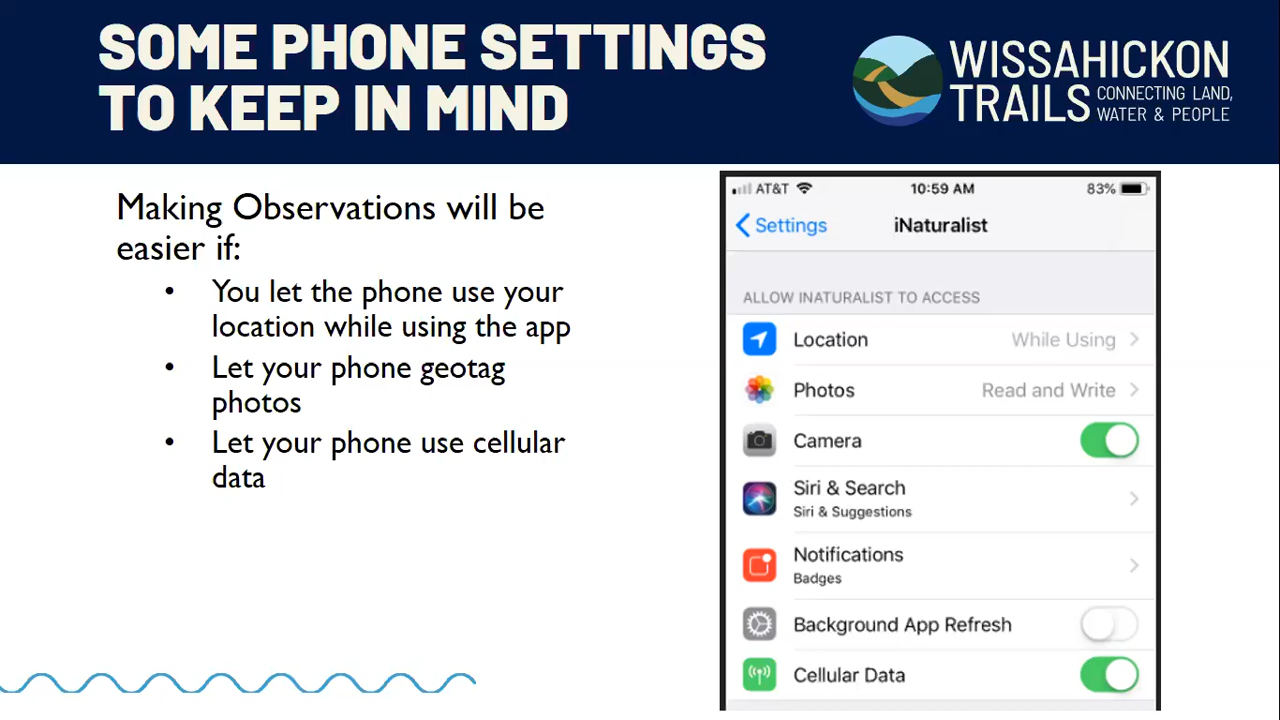 SOME PHONE SETTINGS
TO KEEP IN MIND
WISSAHICKON
TRAILS
CONNECTING LAND,
WATER & PEOPLE
Making Observations will be
easier if:
• You let the phone use your
location while using the app
• Let your phone geotag
photos
• Let your phone use cellular
data
AT&T 10:59 AM 83%
Settings iNaturalist
ALLOW INATURALIST TO ACCESS
Location While Using
Photos Read and Write
Camera
Siri & Search
Siri & Suggestions
Notifications
Badges
Background App Refresh
Cellular Data